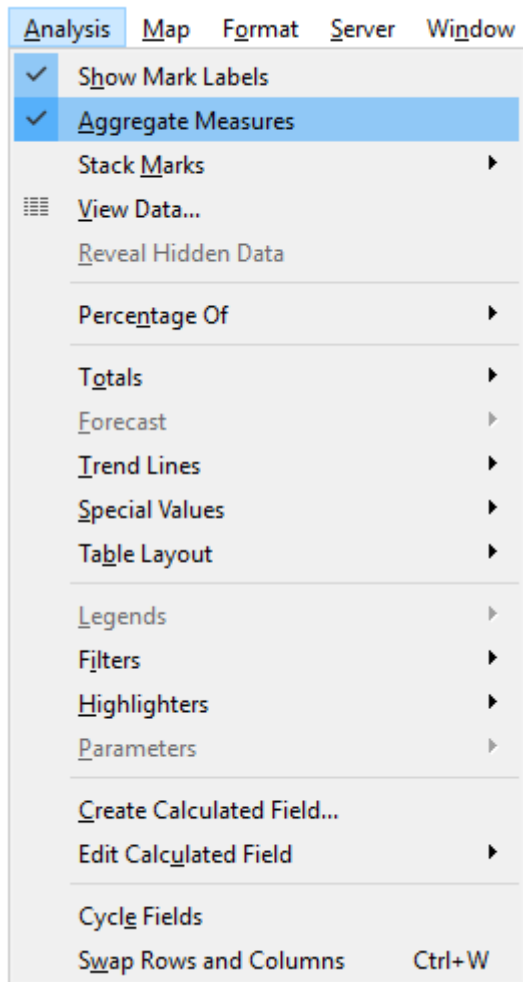 Analysis Map Format Server Window
Show Mark Labels
Aggregate Measures
Stack Marks
View Data...
Reveal Hidden Data
Percentage Of
Totals
Forecast
Trend Lines
Special Values
Table Layout
Legends
Filters
Highlighters
Parameters
Create Calculated Field...
Edit Calculated Field
Cycle Fields
Swap Rows and Columns Ctrl+W